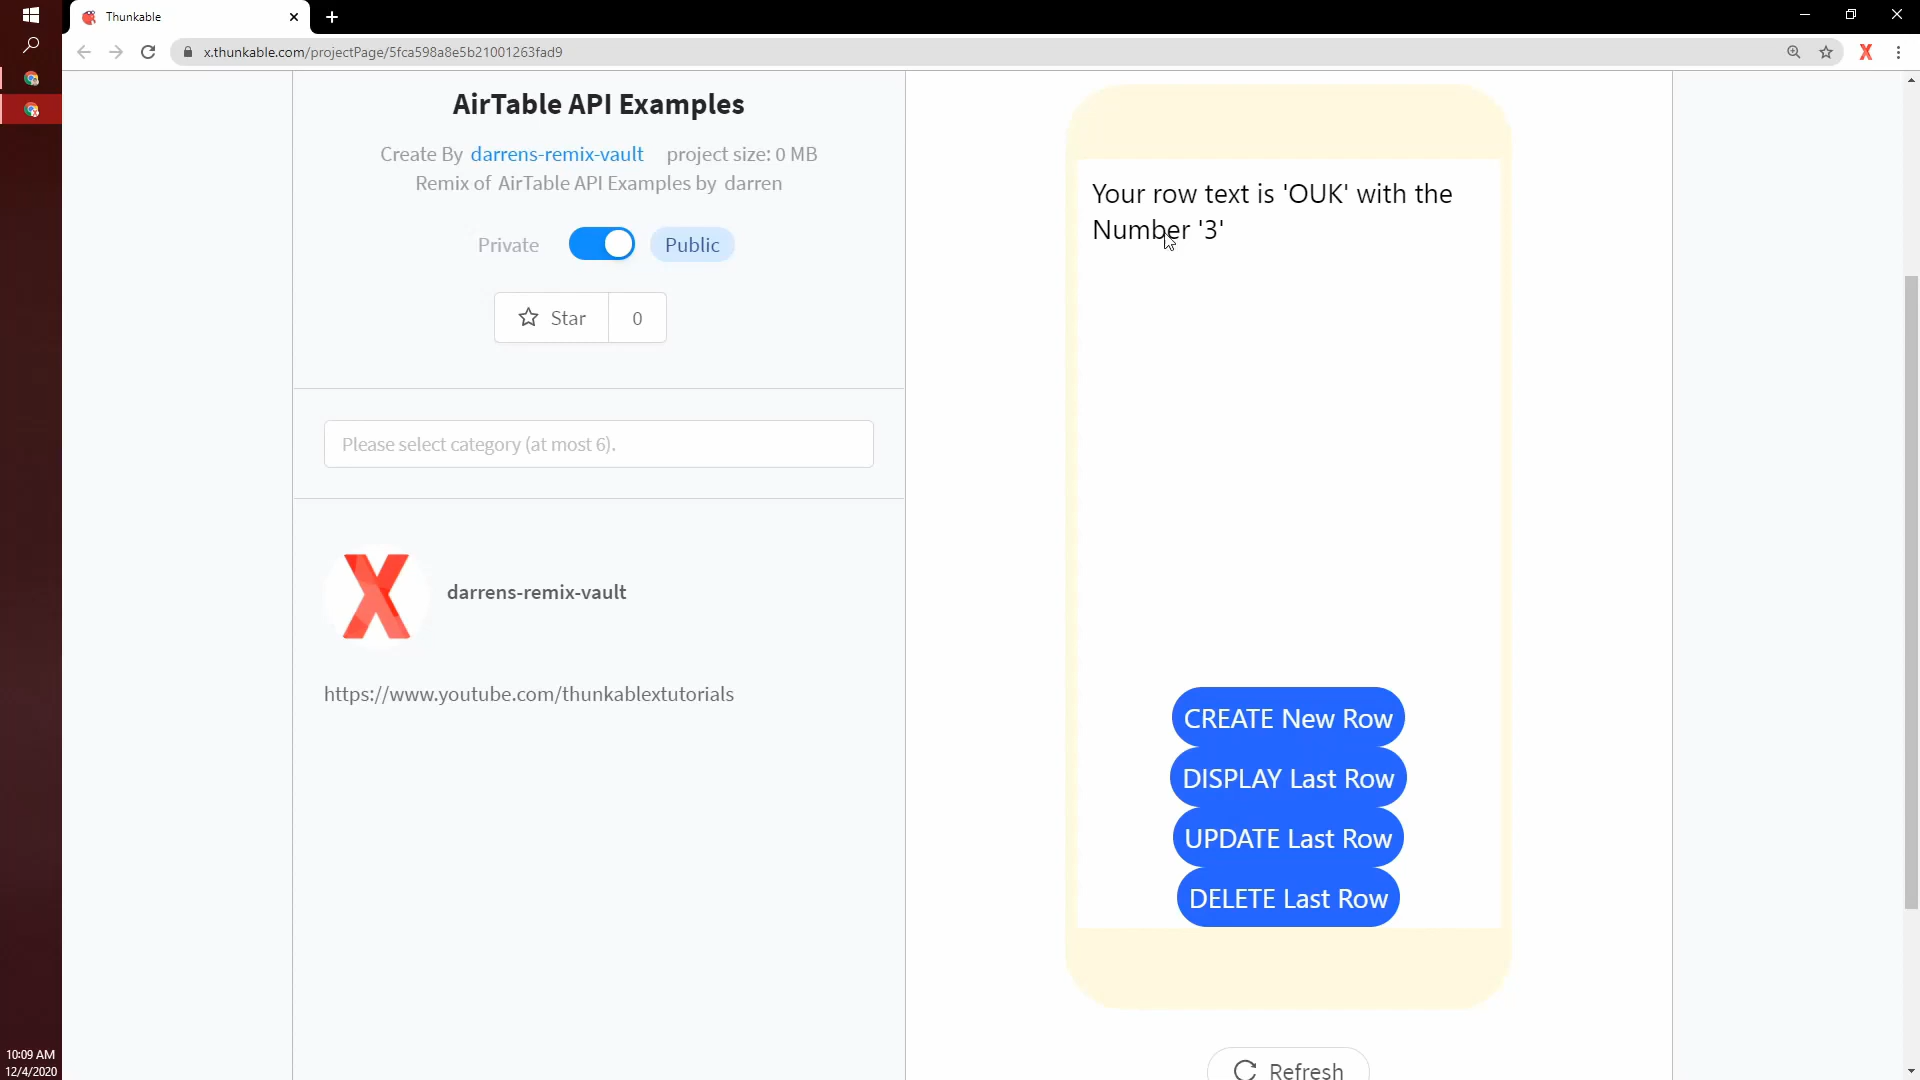 Thunkable
x.thunkable.com/projectPage/5fca598a8e5b21001263fad9
AirTable API Examples
Create By darrens-remix-vault project size: 0 MB
Remix of AirTable API Examples by darren
Private Public
Star 0
Please select category (at most 6).
darrens-remix-vault
https://www.youtube.com/thunkablextutorials
Your row text is 'OUK' with the
Number '3'
CREATE New Row
DISPLAY Last Row
UPDATE Last Row
DELETE Last Row
Refresh
10:09 AM
12/4/2020